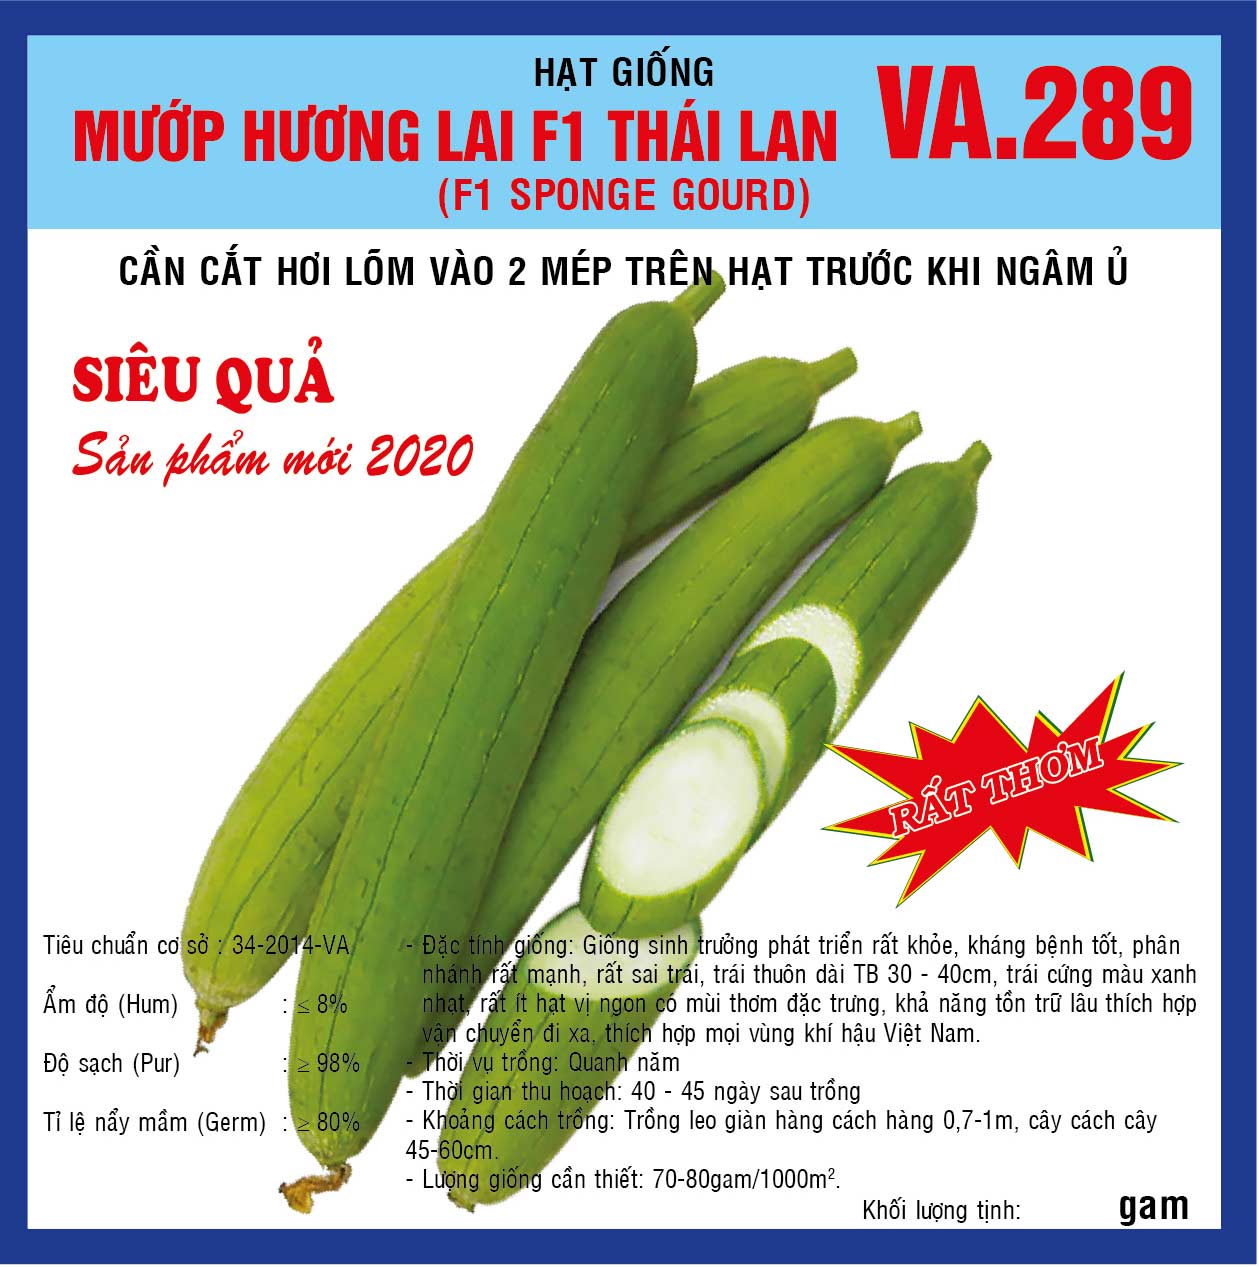 HẠT GIỐNG
MƯỚP HƯƠNG LAI F1 THÁI LAN VA.289
(F1 SPONGE GOURD)
CẦN CẮT HƠI LÕM VÀO 2 MÉP TRÊN HẠT TRƯỚC KHI NGÂM Ủ
SIÊU QUẢ
Sản phẩm mới 2020
RẤT THƠM
Tiêu chuẩn cơ sở : 34-2014-VA
Ẩm độ (Hum) : ≤ 8%
Độ sạch (Pur) : ≥ 98%
Tỉ lệ nẩy mầm (Germ) : ≥ 80%
- Đặc tính giống: Giống sinh trưởng phát triển rất khỏe, kháng bệnh tốt, phân
nhánh rất mạnh, rất sai trái, trái thuôn dài TB 30 - 40cm, trái cứng màu xanh
nhạt, rất ít hạt vị ngon có mùi thơm đặc trưng, khả năng tồn trữ lâu thích hợp
vận chuyển đi xa, thích hợp mọi vùng khí hậu Việt Nam.
- Thời vụ trồng: Quanh năm
- Thời gian thu hoạch: 40 - 45 ngày sau trồng
- Khoảng cách trồng: Trồng leo giàn hàng cách hàng 0,7-1m, cây cách cây
45-60cm.
- Lượng giống cần thiết: 70-80gam/1000m².
Khối lượng tịnh: gam